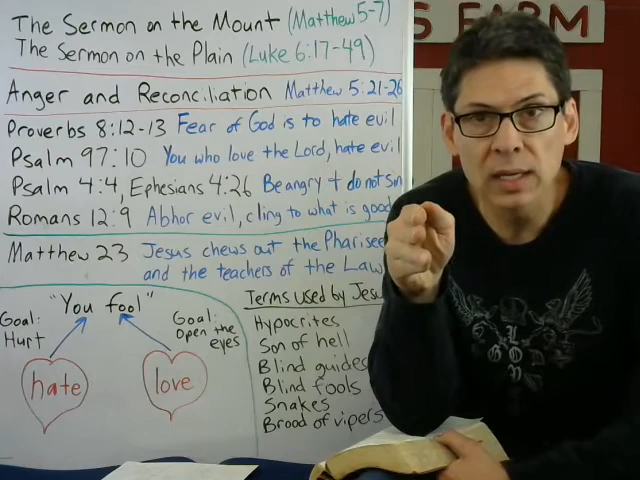 The Sermon on the Mount (Matthew 5-7)
The Sermon on the Plain (Luke 6:17-49)
Anger and Reconciliation Matthew 5:21-26
Proverbs 8:12-13 Fear of God is to hate evil
Psalm 97:10 You who love the Lord, hate evil
Psalm 4:4, Ephesians 4:26 Be angry + do not sin
Romans 12:9 Abhor evil, cling to what is good
Matthew 23 Jesus chews out the Pharisee
and the teachers of the Law
"You fool"
Goal: Hurt
Goal: Open the eyes
hate
love
Terms used by Jesu
Hypocrites
Son of hell
Blind guides
Blind fools
Snakes
Brood of vipers
S FARM